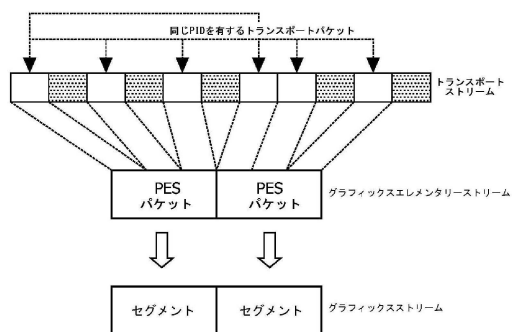 同じPIDを有するトランスポートパケット
トランスポート
ストリーム
PES
パケット
PES
パケット
グラフィックスエレメンタリーストリーム
セグメント
セグメント
グラフィックスストリーム